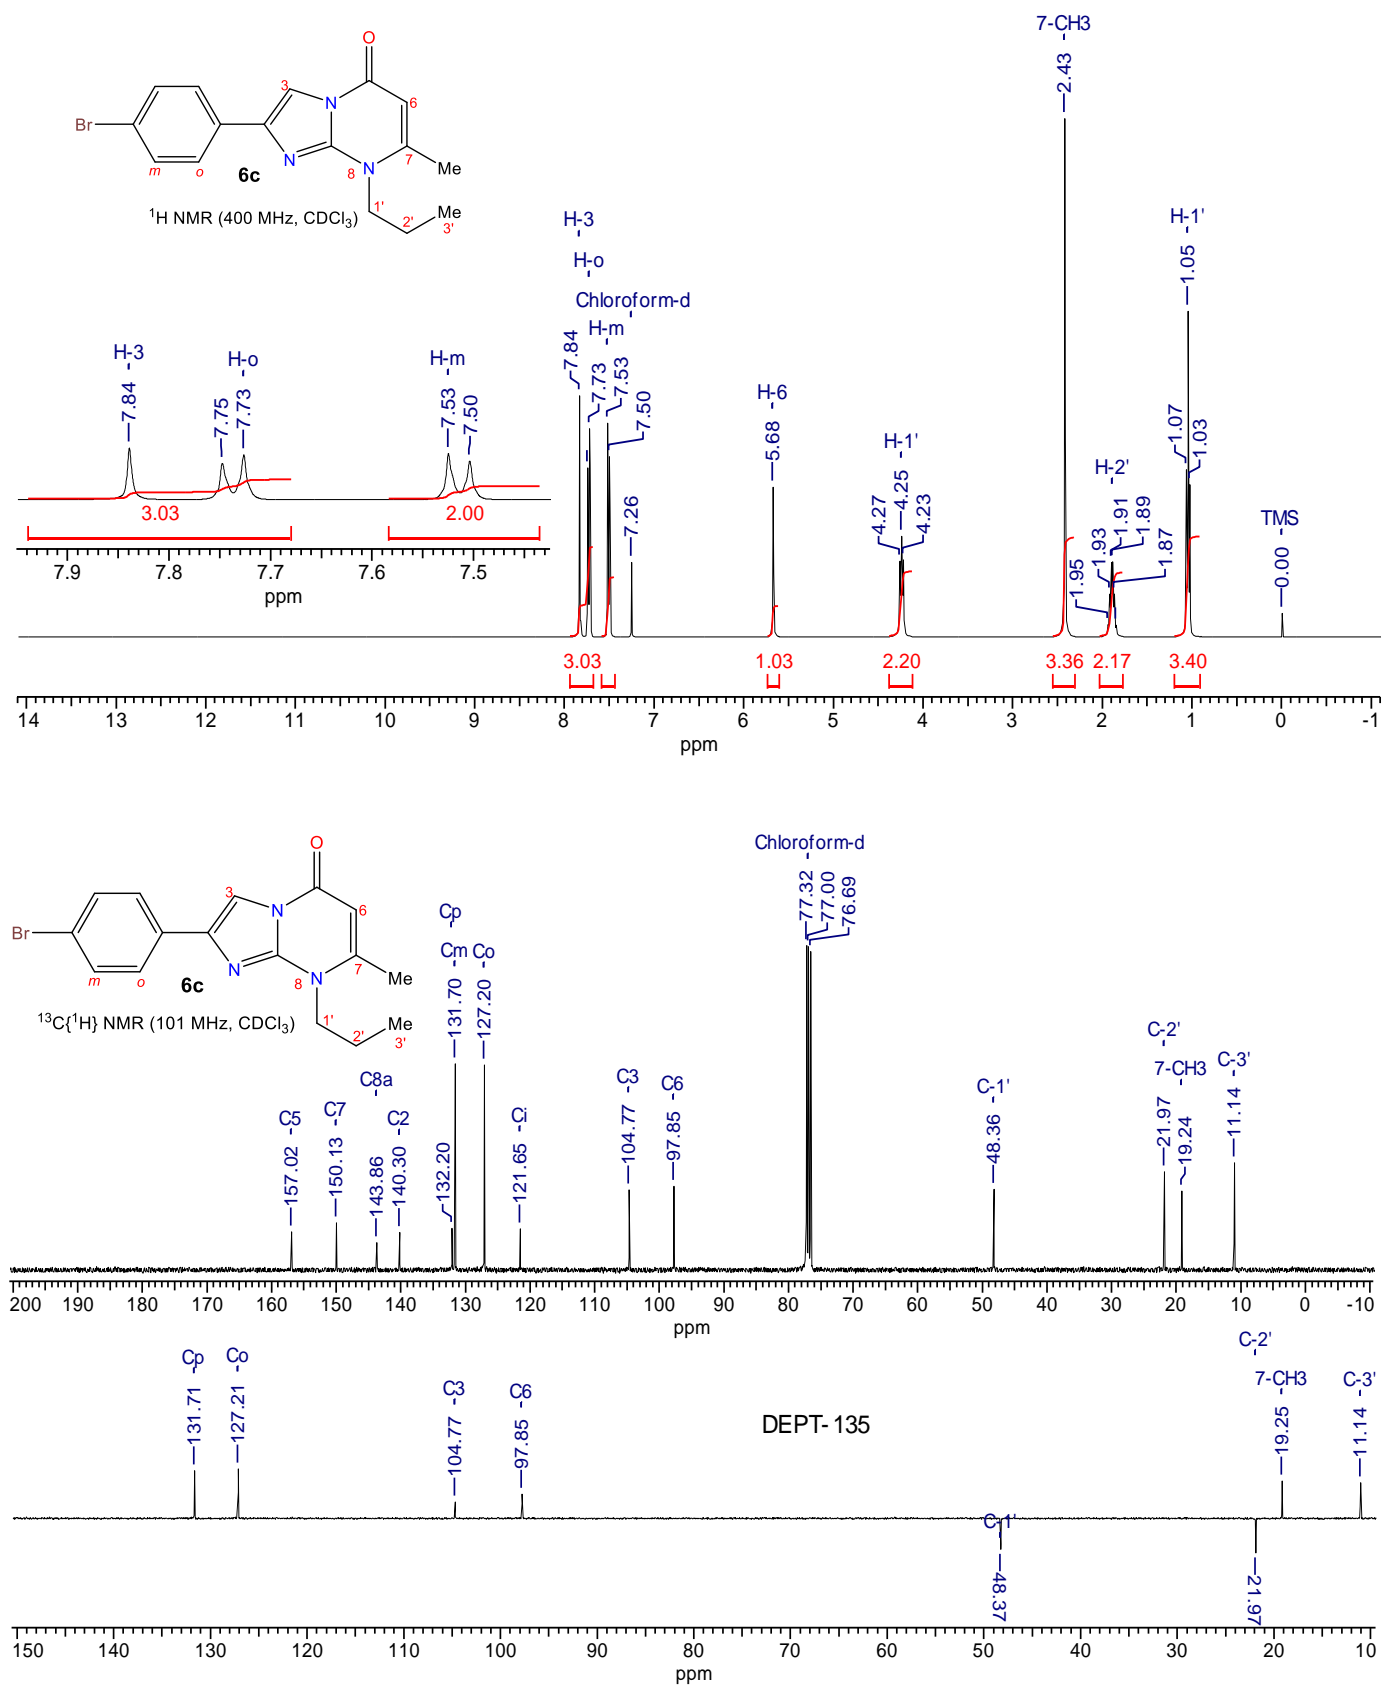 7-CH3
2.43
O
3
N
6
Br
N
7
Me
m
o
6c
8
N
1'
Me
¹H NMR (400 MHz, CDCl₃)
2'
3'
H-3
H-o
Chloroform-d
H-m
7.84
7.73
7.53
7.50
7.26
H-1'
1.05
1.07
1.03
H-3
H-o
H-m
7.84
7.75
7.73
7.53
7.50
3.03
2.00
7.9 7.8 7.7 7.6 7.5
ppm
H-6
5.68
H-1'
4.27
4.25
4.23
H-2'
1.95
1.93
1.91
1.89
1.87
TMS
0.00
3.03 1.03 2.20 3.36 2.17 3.40
14 13 12 11 10 9 8 7 6 5 4 3 2 1 0 -1
ppm
O
3
N
6
Br
N
7
Me
m
o
6c
8
N
1'
Me
¹³C{¹H} NMR (101 MHz, CDCl₃)
2'
3'
Chloroform-d
77.32
77.00
76.69
C5
157.02
C7
150.13
C8a
143.86
C2
140.30
Cp
132.20
Cm
131.70
Co
127.20
Ci
121.65
C3
104.77
C6
97.85
C-1'
48.36
C-2'
21.97
7-CH3
19.24
C-3'
11.14
200 190 180 170 160 150 140 130 120 110 100 90 80 70 60 50 40 30 20 10 0 -10
ppm
Cp
131.71
Co
127.21
C3
104.77
C6
97.85
DEPT-135
C-1'
48.37
C-2'
21.97
7-CH3
19.25
C-3'
11.14
150 140 130 120 110 100 90 80 70 60 50 40 30 20 10
ppm